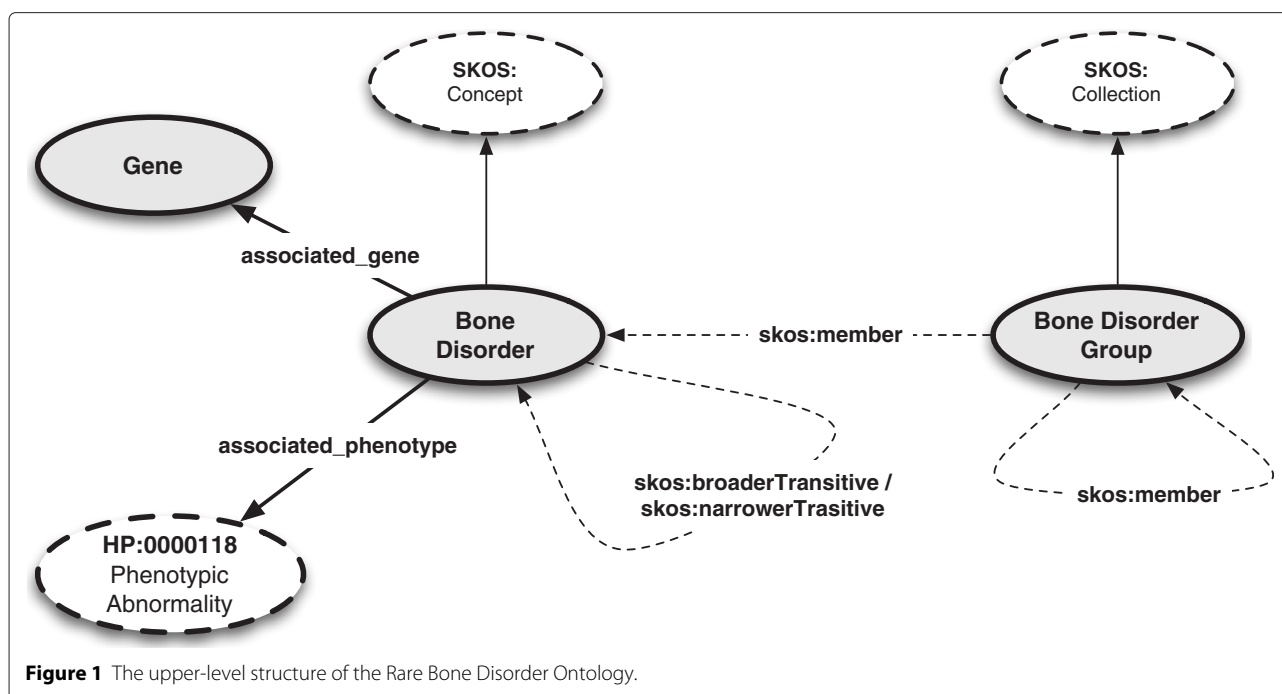 SKOS:
Concept
SKOS:
Collection
Gene
associated_gene
Bone
Disorder
skos:member
Bone Disorder
Group
associated_phenotype
skos:broaderTransitive /
skos:narrowerTrasitive
skos:member
HP:0000118
Phenotypic
Abnormality
Figure 1 The upper-level structure of the Rare Bone Disorder Ontology.